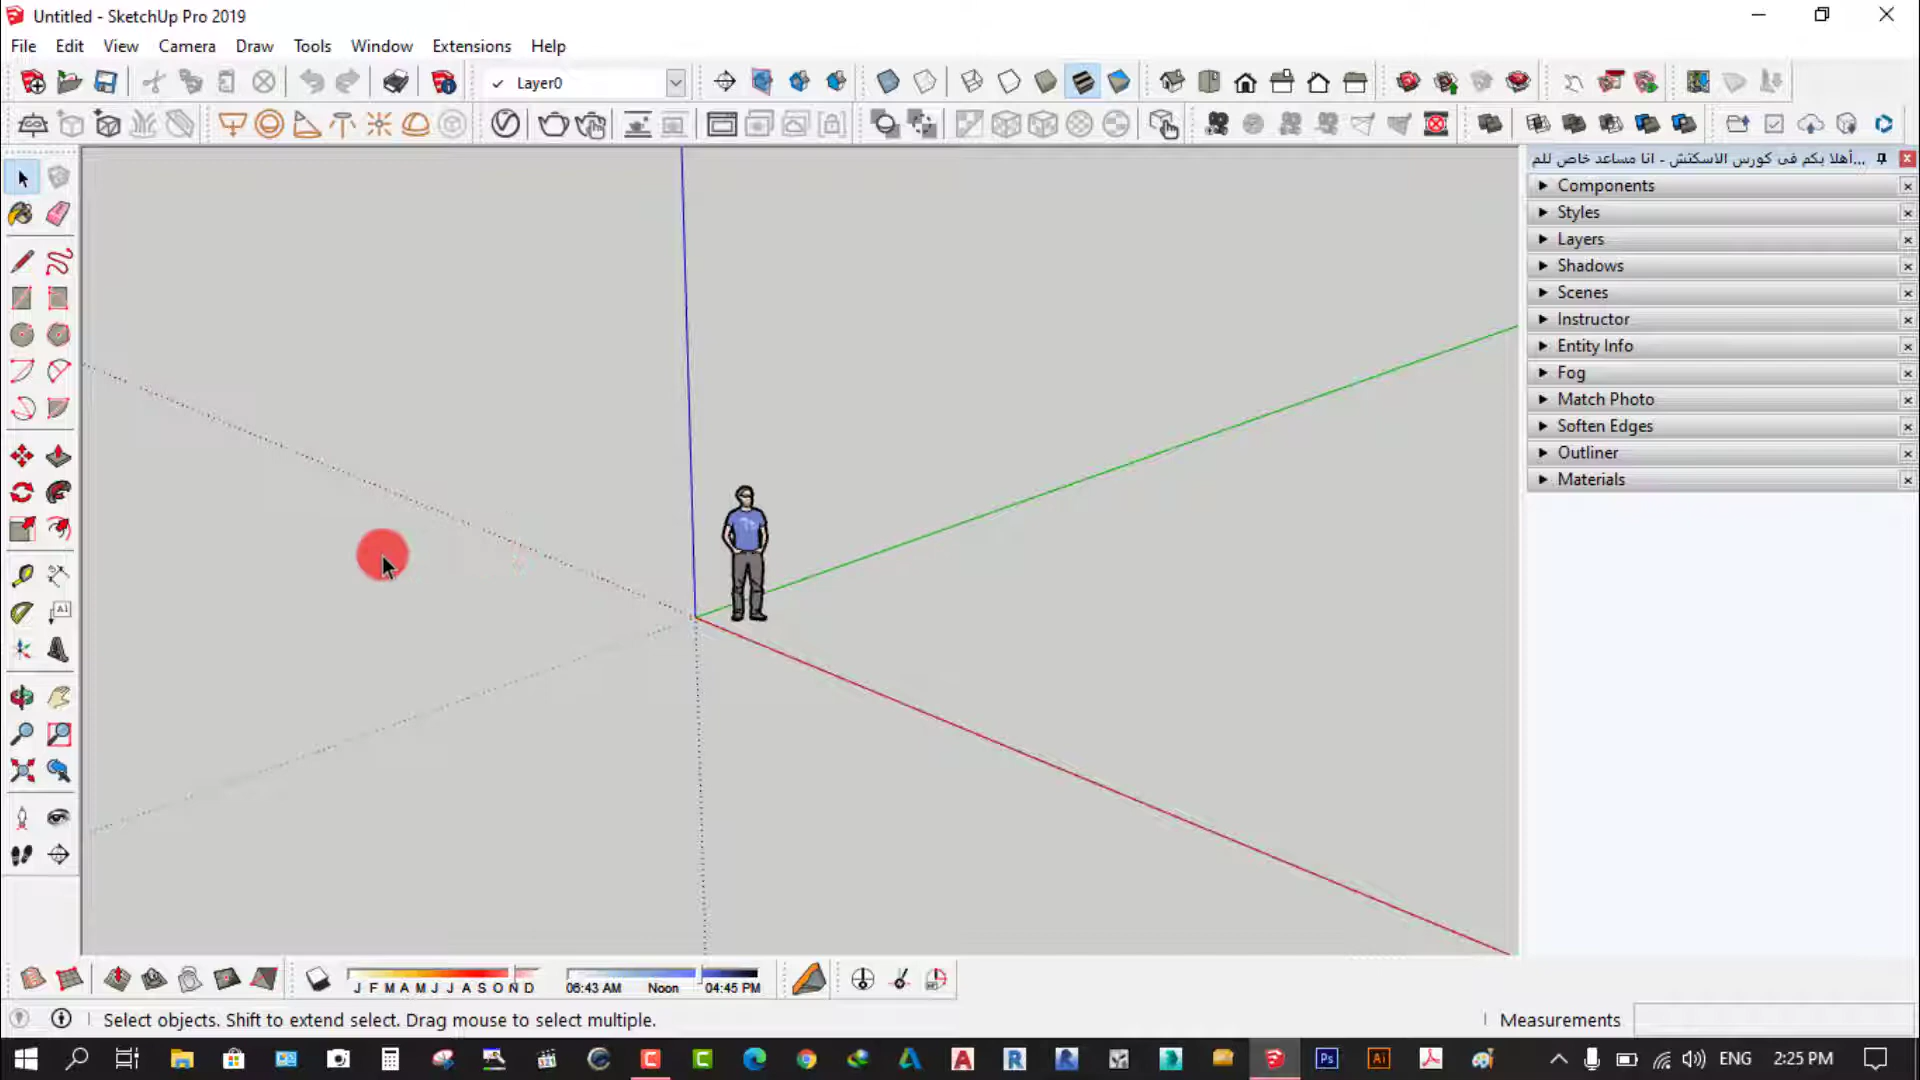 Untitled - SketchUp Pro 2019
File Edit View Camera Draw Tools Window Extensions Help
Layer0
أهلا بكم فى كورس الاسكتش - انا مساعد خاص للم...
Components
Styles
Layers
Shadows
Scenes
Instructor
Entity Info
Fog
Match Photo
Soften Edges
Outliner
Materials
J F M A M J J A S O N D
06:43 AM Noon 04:45 PM
Select objects. Shift to extend select. Drag mouse to select multiple.
Measurements
ENG 2:25 PM